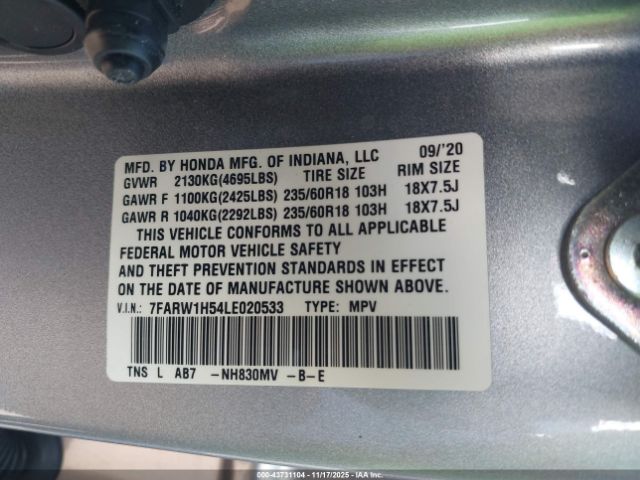 MFD. BY HONDA MFG. OF INDIANA, LLC 09/'20
GVWR 2130KG(4695LBS) TIRE SIZE RIM SIZE
GAWR F 1100KG(2425LBS) 235/60R18 103H 18X7.5J
GAWR R 1040KG(2292LBS) 235/60R18 103H 18X7.5J
THIS VEHICLE CONFORMS TO ALL APPLICABLE
FEDERAL MOTOR VEHICLE SAFETY
AND THEFT PREVENTION STANDARDS IN EFFECT
ON THE DATE OF MANUFACTURE SHOWN ABOVE.
V.I.N.: 7FARW1H54LE020533 TYPE: MPV
TNS L AB7 -NH830MV -B-E
000-43731104 - 11/17/2025 - IAAI.COM